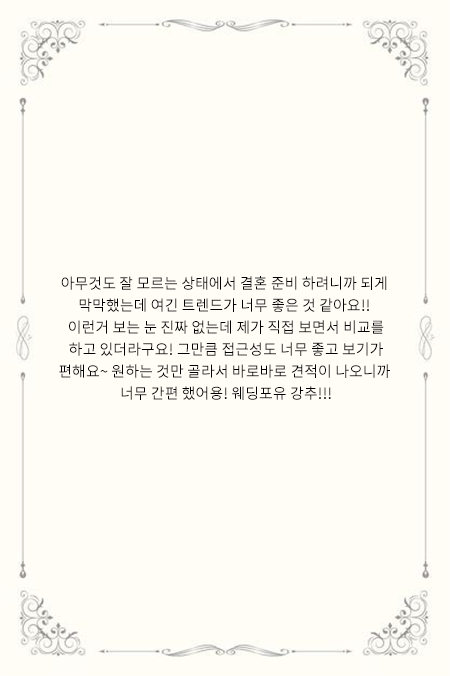 아무것도 잘 모르는 상태에서 결혼 준비 하려니까 되게
막막했는데 여긴 트렌드가 너무 좋은 것 같아요!!
이런거 보는 눈 진짜 없는데 제가 직접 보면서 비교를
하고 있더라구요! 그만큼 접근성도 너무 좋고 보기가
편해요~ 원하는 것만 골라서 바로바로 견적이 나오니까
너무 간편 했어용! 웨딩포유 강추!!!